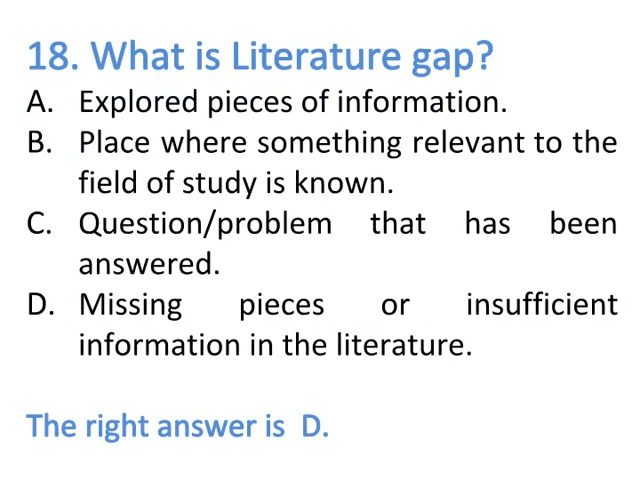 18. What is Literature gap?
A. Explored pieces of information.
B. Place where something relevant to the
field of study is known.
C. Question/problem that has been
answered.
D. Missing pieces or insufficient
information in the literature.
The right answer is D.